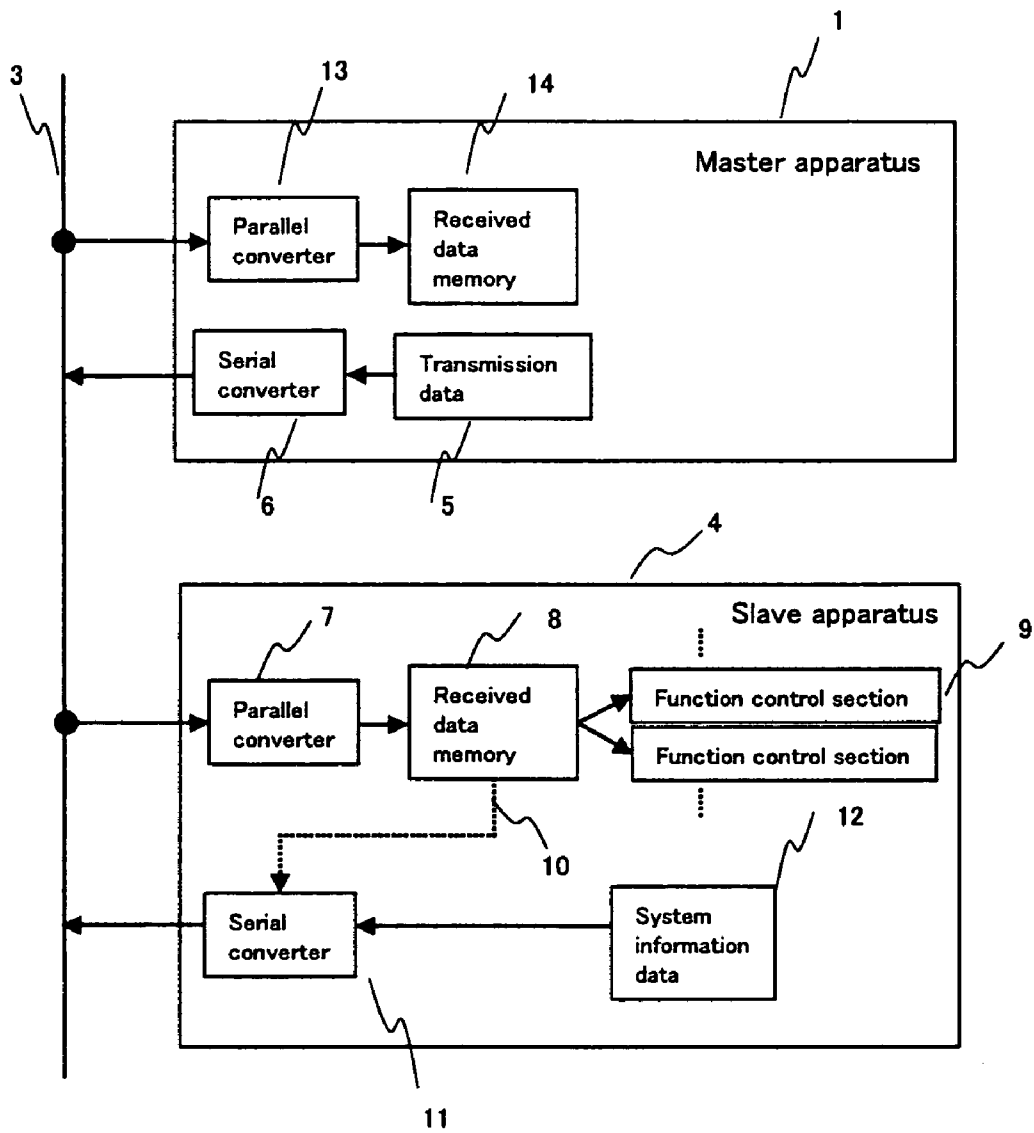 1
3
13
14
Master apparatus
Parallel
converter
Received
data
memory
Serial
converter
Transmission
data
6
5
4
Slave apparatus
7
8
9
Parallel
converter
Received
data
memory
Function control section
Function control section
10
12
Serial
converter
System
information
data
11